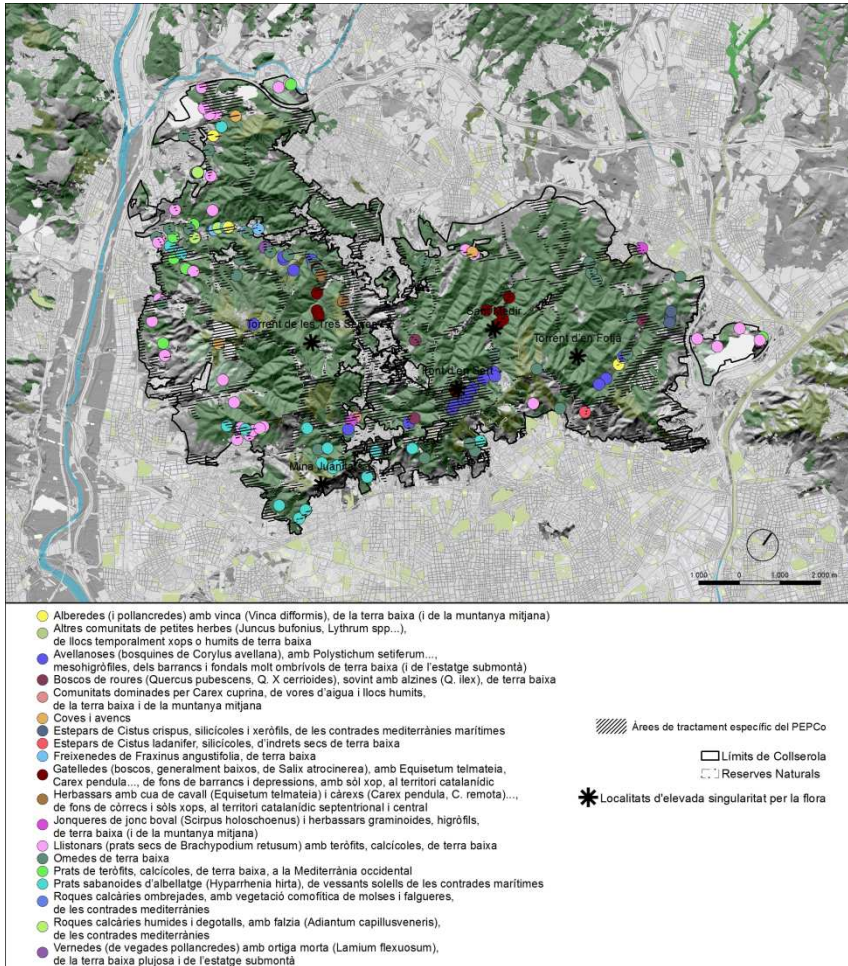 Torrent de les Tres Serres
Sant Medir
Torrent d'en Fotja
Font d'en Sert
Mina Juanita
1.000 0 1.000 2.000 m
Alberedes (i pollancredes) amb vinca (Vinca difformis), de la terra baixa (i de la muntanya mitjana)
Altres comunitats de petites herbes (Juncus bufonius, Lythrum spp...),
de llocs temporalment xops o humits de terra baixa
Avellanoses (bosquines de Corylus avellana), amb Polystichum setiferum...,
mesohigròfiles, dels barrancs i fondals molt ombrívols de terra baixa (i de l'estatge submontà)
Boscos de roures (Quercus pubescens, Q. X cerrioides), sovint amb alzines (Q. ilex), de terra baixa
Comunitats dominades per Carex cuprina, de vores d'aigua i llocs humits,
de la terra baixa i de la muntanya mitjana
Coves i avencs
Estepars de Cistus crispus, silicícoles i xeròfils, de les contrades mediterrànies marítimes
Estepars de Cistus ladanifer, silicícoles, d'indrets secs de terra baixa
Freixenedes de Fraxinus angustifolia, de terra baixa
Gatelledes (boscos, generalment baixos, de Salix atrocinerea), amb Equisetum telmateia,
Carex pendula..., de fons de barrancs i depressions, amb sòl xop, al territori catalanídic
Herbassars amb cua de cavall (Equisetum telmateia) i càrexs (Carex pendula, C. remota)...,
de fons de còrrecs i sòls xops, al territori catalanídic septentrional i central
Jonqueres de jonc boval (Scirpus holoschoenus) i herbassars graminoides, higròfils,
de terra baixa (i de la muntanya mitjana)
Llistonars (prats secs de Brachypodium retusum) amb teròfits, calcícoles, de terra baixa
Omedes de terra baixa
Prats de teròfits, calcícoles, de terra baixa, a la Mediterrània occidental
Prats sabanoides d'albellatge (Hyparrhenia hirta), de vessants solells de les contrades marítimes
Roques calcàries ombrejades, amb vegetació comofítica de molses i falgueres,
de les contrades mediterrànies
Roques calcàries humides i degotalls, amb falzia (Adiantum capillusveneris),
de les contrades mediterrànies
Vernedes (de vegades pollancredes) amb ortiga morta (Lamium flexuosum),
de la terra baixa plujosa i de l'estatge submontà
Àrees de tractament específic del PEPCo
Límits de Collserola
Reserves Naturals
Localitats d'elevada singularitat per la flora